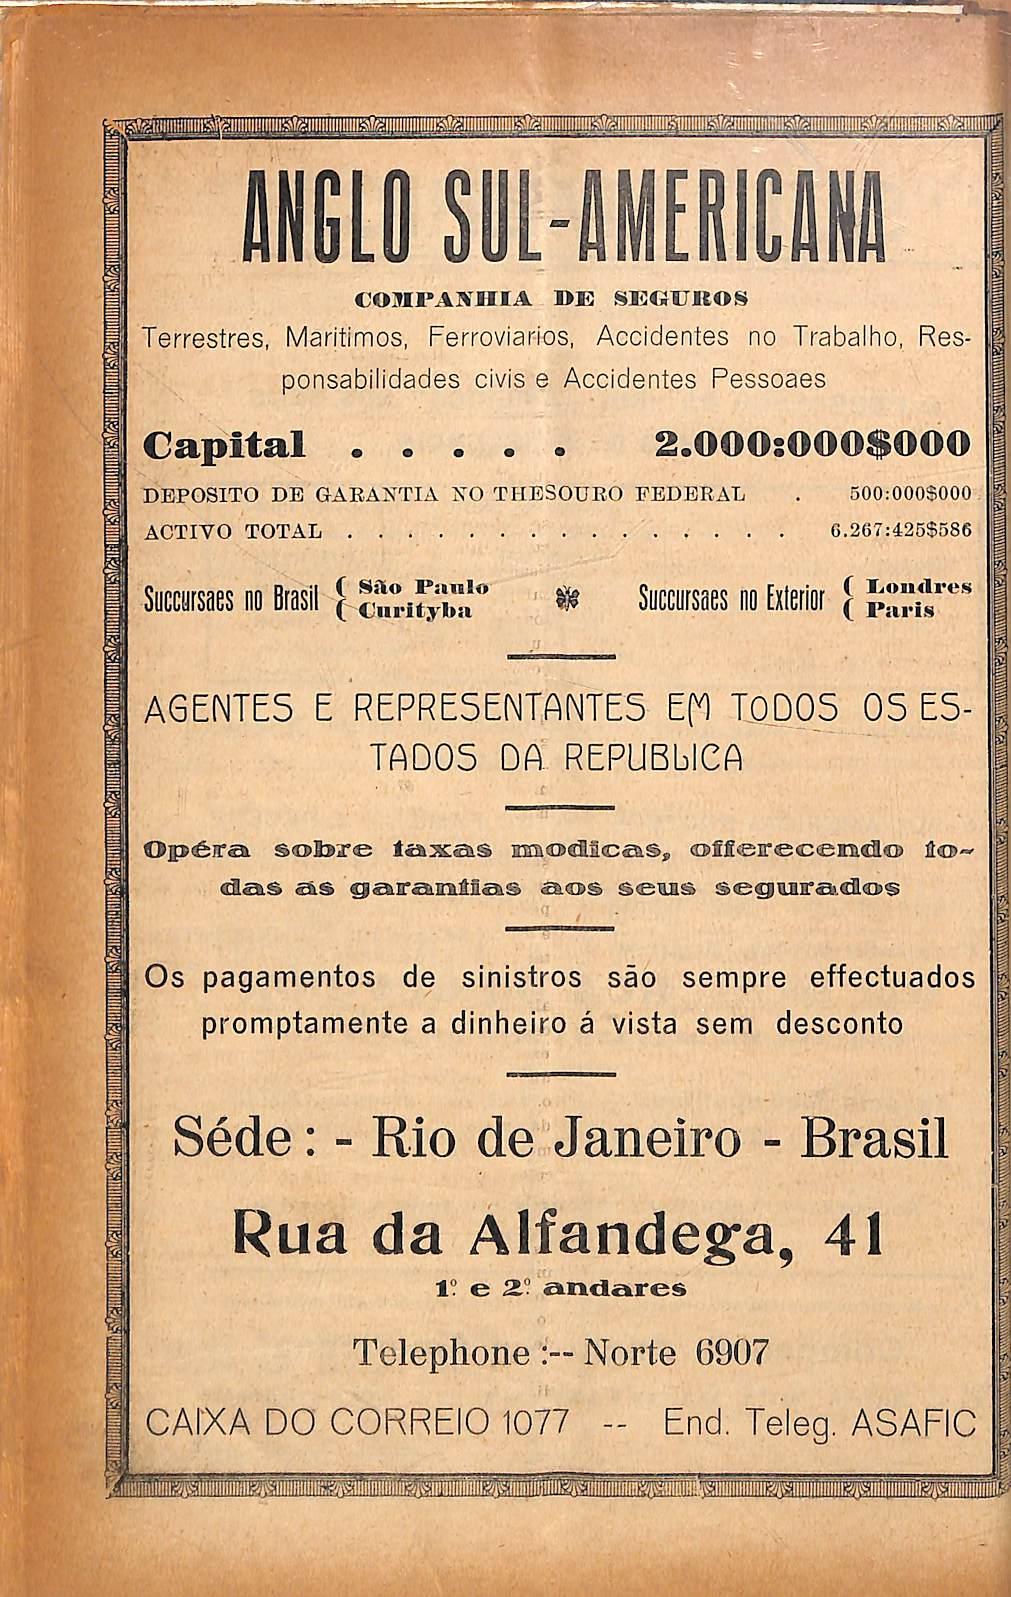 ANGLO SUL-AMERICANA
COMPANHIA DE SEGUROS
Terrestres, Maritimos, Ferroviarios, Accidentes no Trabalho, Res-
ponsabilidades civis e Accidentes Pessoaes
Capital . . . . . 2.000:000$000
DEPOSITO DE GARANTIA NO THESOURO FEDERAL . 500:000$000
ACTIVO TOTAL . . . . . . . . . . . . . . . 6.267:425$586
Succursaes no Brasil { São Paulo
Curityba
Succursaes no Exterior { Londres
Paris
AGENTES E REPRESENTANTES EM TODOS OS ES-
TADOS DA REPUBLICA
Opéra sobre taxas modicas, offerecendo to-
das as garantias aos seus segurados
Os pagamentos de sinistros são sempre effectuados
promptamente a dinheiro á vista sem desconto
Séde : - Rio de Janeiro - Brasil
Rua da Alfandega, 41
1º e 2º andares
Telephone :-- Norte 6907
CAIXA DO CORREIO 1077 -- End. Teleg. ASAFIC